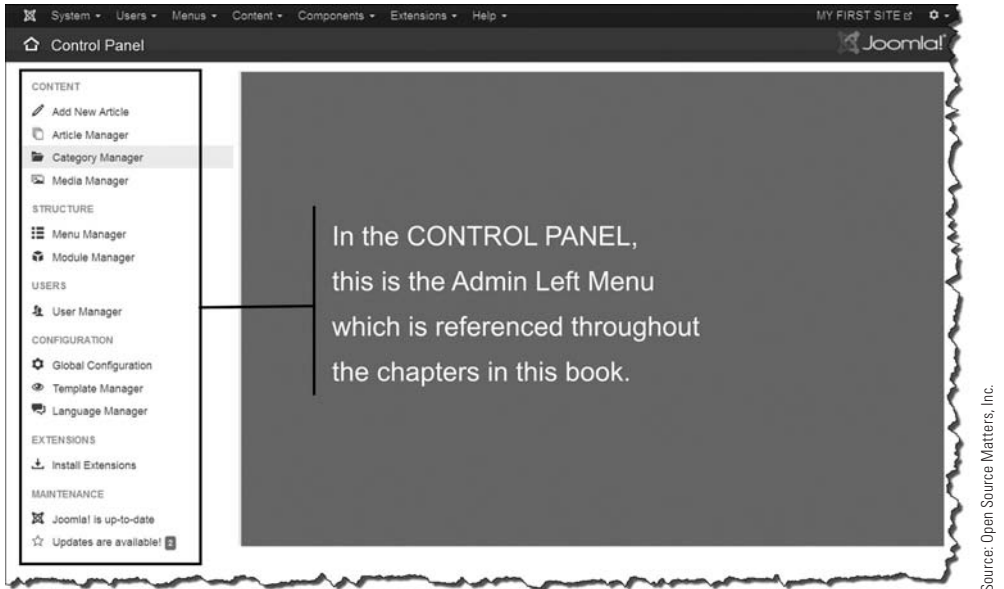 System Users Menus Content Components Extensions Help MY FIRST SITE
Control Panel Joomla!
CONTENT
Add New Article
Article Manager
Category Manager
Media Manager
STRUCTURE
Menu Manager
Module Manager
USERS
User Manager
CONFIGURATION
Global Configuration
Template Manager
Language Manager
EXTENSIONS
Install Extensions
MAINTENANCE
Joomla! is up-to-date
Updates are available! 2
In the CONTROL PANEL,
this is the Admin Left Menu
which is referenced throughout
the chapters in this book.
Source: Open Source Matters, Inc.